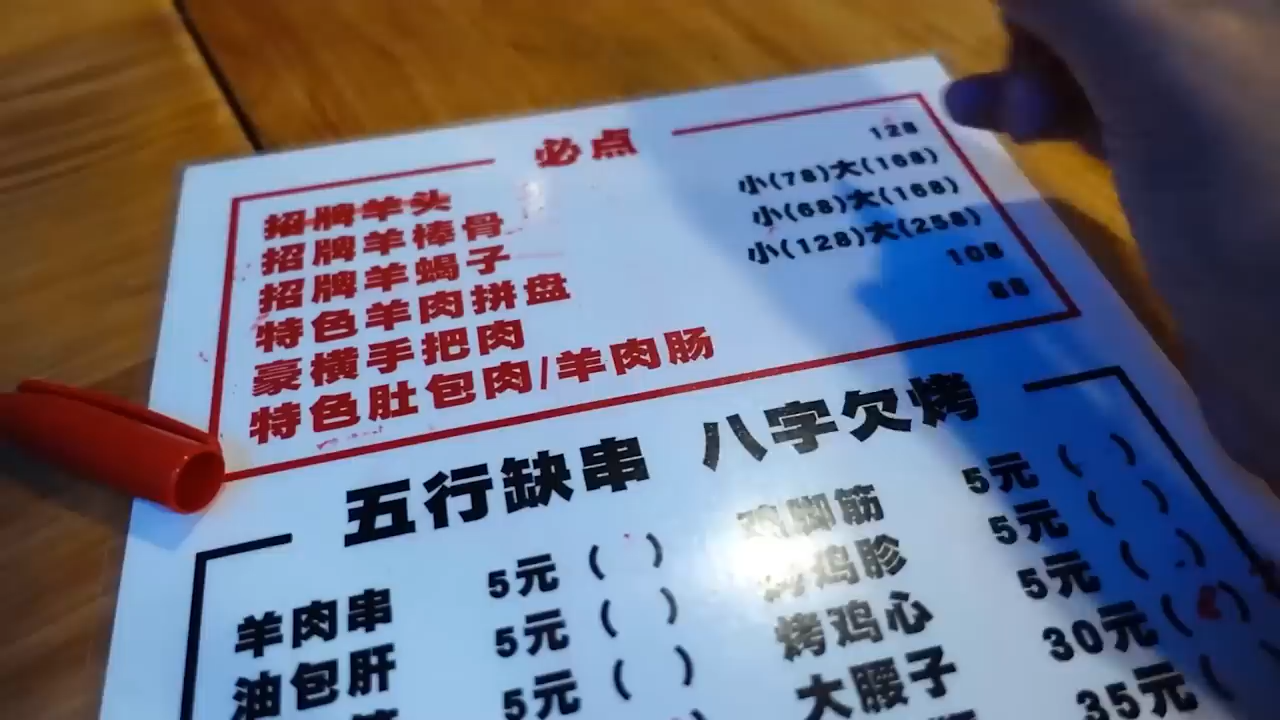 必点
招牌羊头 128
招牌羊棒骨 小(78)大(168)
招牌羊蝎子 小(68)大(168)
特色羊肉拼盘 小(128)大(258)
豪横手把肉 108
特色肚包肉/羊肉肠 88
五行缺串 八字欠烤
羊肉串 5元 ( ) 鸡脚筋 5元 ( )
油包肝 5元 ( ) 烤鸡胗 5元 ( )
5元 ( ) 烤鸡心 5元 ( )
大腰子 30元 ( )
35元 (